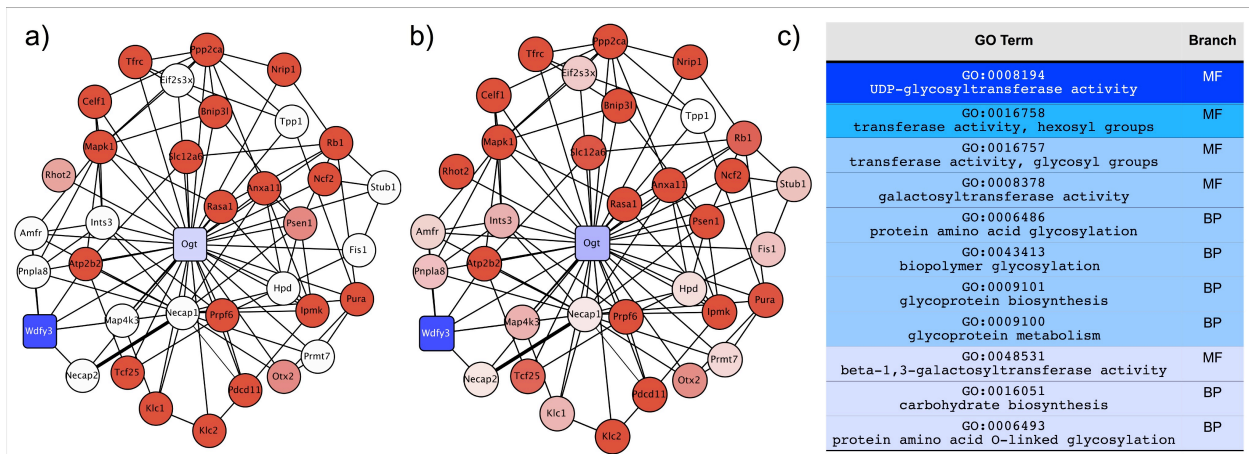 a)
Ppp2ca
Tfrc
Nrip1
Eif2s3x
Celf1
Bnip3l
Tpp1
Mapk1
Rb1
Slc12a6
Rhot2
Ncf2
Anxa11
Stub1
Rasa1
Ints3
Psen1
Amfr
Ogt
Fis1
Atp2b2
Pnpla8
Hpd
Pura
Necap1
Prpf6
Ipmk
Map4k3
Wdfy3
Prmt7
Necap2
Tcf25
Otx2
Pdcd11
Klc1
Klc2
b)
Ppp2ca
Tfrc
Nrip1
Eif2s3x
Celf1
Bnip3l
Tpp1
Mapk1
Rb1
Slc12a6
Rhot2
Ncf2
Anxa11
Stub1
Rasa1
Ints3
Psen1
Amfr
Ogt
Fis1
Atp2b2
Pnpla8
Hpd
Pura
Necap1
Prpf6
Ipmk
Map4k3
Wdfy3
Prmt7
Necap2
Tcf25
Otx2
Pdcd11
Klc1
Klc2
c)
GO Term Branch
GO:0008194 MF
UDP-glycosyltransferase activity
GO:0016758 MF
transferase activity, hexosyl groups
GO:0016757 MF
transferase activity, glycosyl groups
GO:0008378 MF
galactosyltransferase activity
GO:0006486 BP
protein amino acid glycosylation
GO:0043413 BP
biopolymer glycosylation
GO:0009101 BP
glycoprotein biosynthesis
GO:0009100 BP
glycoprotein metabolism
GO:0048531 MF
beta-1,3-galactosyltransferase activity
GO:0016051 BP
carbohydrate biosynthesis
GO:0006493 BP
protein amino acid O-linked glycosylation